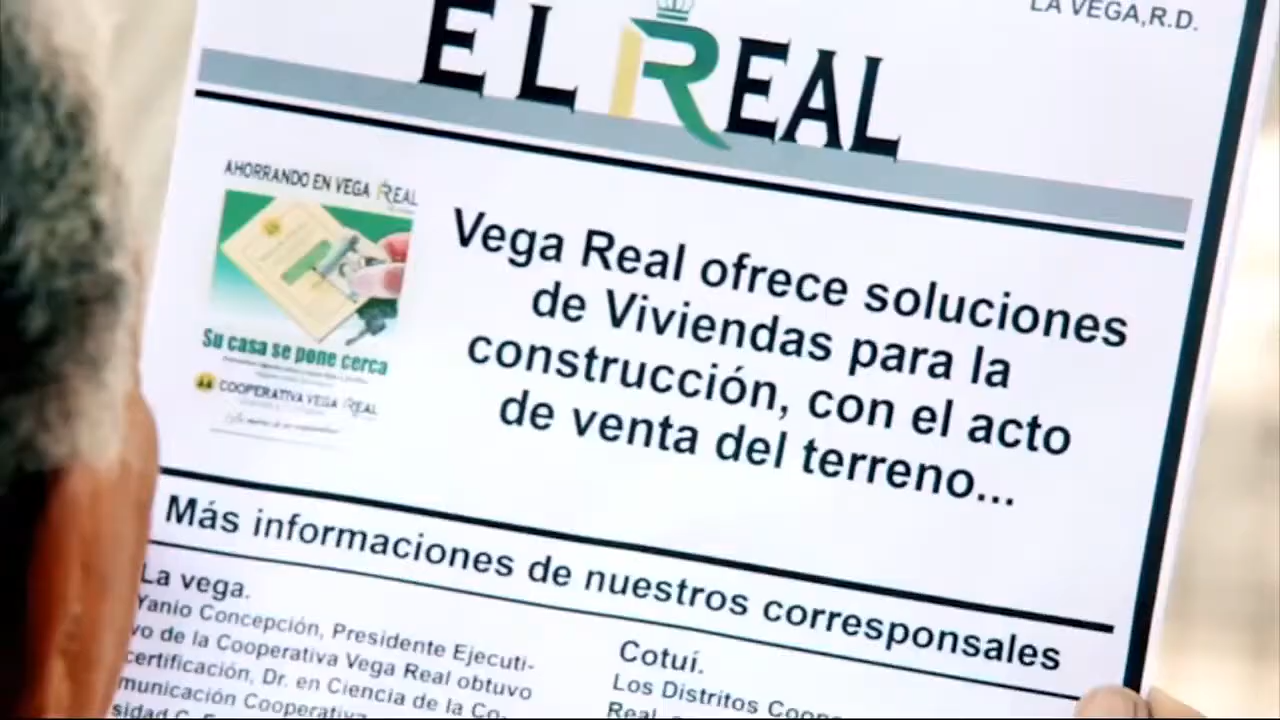 LA VEGA,R.D.
EL REAL
AHORRANDO EN VEGA REAL
Su casa se pone cerca
COOPERATIVA VEGA REAL
Vega Real ofrece soluciones
de Viviendas para la
construcción, con el acto
de venta del terreno...
Más informaciones de nuestros corresponsales
La vega.
Yanio Concepción, Presidente Ejecuti-
vo de la Cooperativa Vega Real obtuvo
certificación, Dr. en Ciencia de la Co-
municación Cooperativa
Cotuí.
Los Distritos